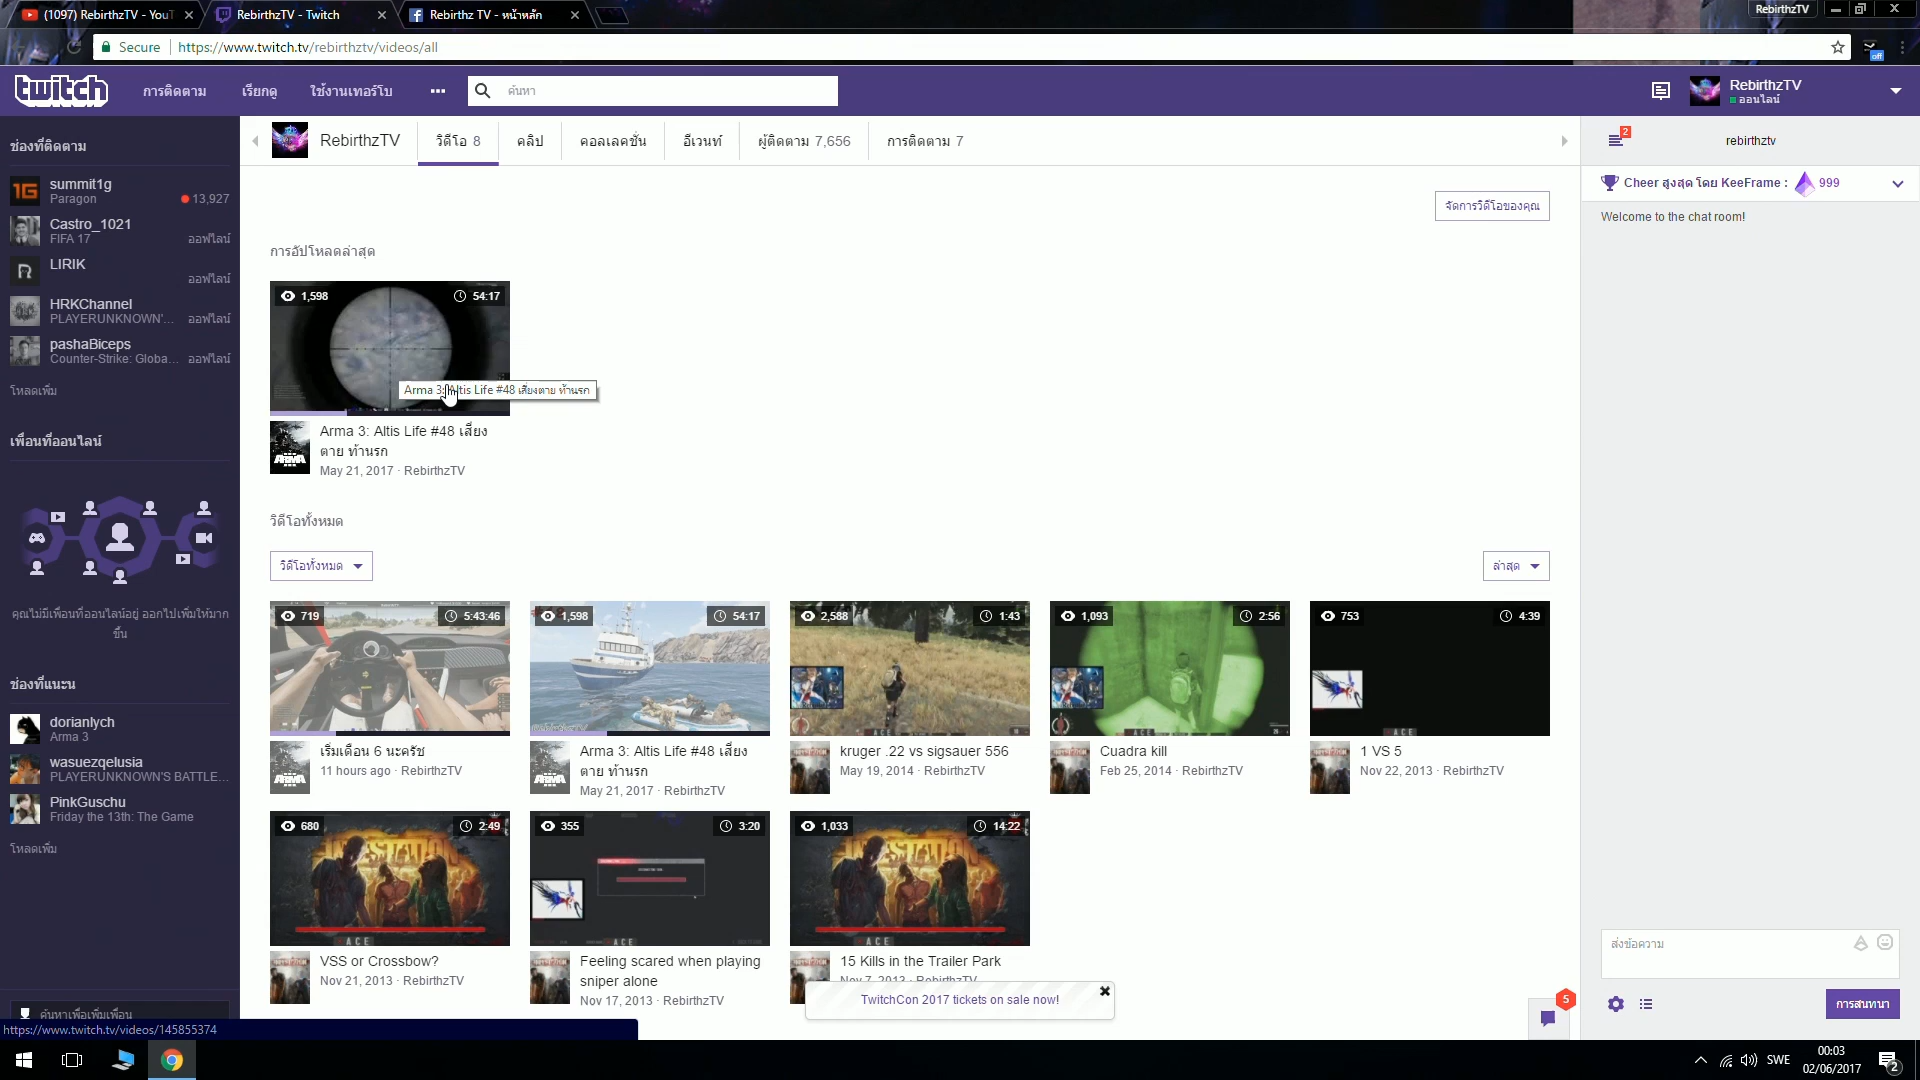 (1097) RebirthzTV - YouT
RebirthzTV - Twitch
Rebirthz TV - หน้าหลัก
RebirthzTV
Secure
https://www.twitch.tv/rebirthztv/videos/all
off
twitch
การติดตาม
เรียกดู
ใช้งานเทอร์โบ
ค้นหา
RebirthzTV
ออนไลน์
ช่องที่ติดตาม
summit1g
Paragon
13,927
Castro_1021
FIFA 17
ออฟไลน์
LIRIK
ออฟไลน์
HRKChannel
PLAYERUNKNOWN'...
ออฟไลน์
pashaBiceps
Counter-Strike: Globa...
ออฟไลน์
โหลดเพิ่ม
เพื่อนที่ออนไลน์
คุณไม่มีเพื่อนที่ออนไลน์อยู่ ออกไปเพิ่มให้มาก
ขึ้น
ช่องที่แนะนะ
dorianlych
Arma 3
wasuezqelusia
PLAYERUNKNOWN'S BATTLE...
PinkGuschu
Friday the 13th: The Game
โหลดเพิ่ม
ค้นหาเพื่อเพิ่มเพื่อน
https://www.twitch.tv/videos/145855374
RebirthzTV
วิดีโอ 8
คลิป
คอลเลคชั่น
อีเวนท์
ผู้ติดตาม 7,656
การติดตาม 7
จัดการวิดีโอของคุณ
การอัปโหลดล่าสุด
1,598
54:17
Arma 3: Altis Life #48 เสี่ยงตาย ท้านรก
ARMA
Arma 3: Altis Life #48 เสี่ยง
ตาย ท้านรก
May 21, 2017 · RebirthzTV
วิดีโอทั้งหมด
วิดีโอทั้งหมด
ล่าสุด
719
5:43:46
เริ่มเดือน 6 นะครัช
11 hours ago · RebirthzTV
1,598
54:17
Arma 3: Altis Life #48 เสี่ยง
ตาย ท้านรก
May 21, 2017 · RebirthzTV
2,588
1:43
kruger .22 vs sigsauer 556
May 19, 2014 · RebirthzTV
1,093
2:56
Cuadra kill
Feb 25, 2014 · RebirthzTV
753
4:39
1 VS 5
Nov 22, 2013 · RebirthzTV
680
2:49
VSS or Crossbow?
Nov 21, 2013 · RebirthzTV
355
3:20
Feeling scared when playing
sniper alone
Nov 17, 2013 · RebirthzTV
1,033
14:22
15 Kills in the Trailer Park
Nov 7, 2013 · RebirthzTV
TwitchCon 2017 tickets on sale now!
5
2
rebirthztv
Cheer สูงสุด โดย KeeFrame :
999
Welcome to the chat room!
ส่งข้อความ
การสนทนา
SWE
00:03
02/06/2017
2